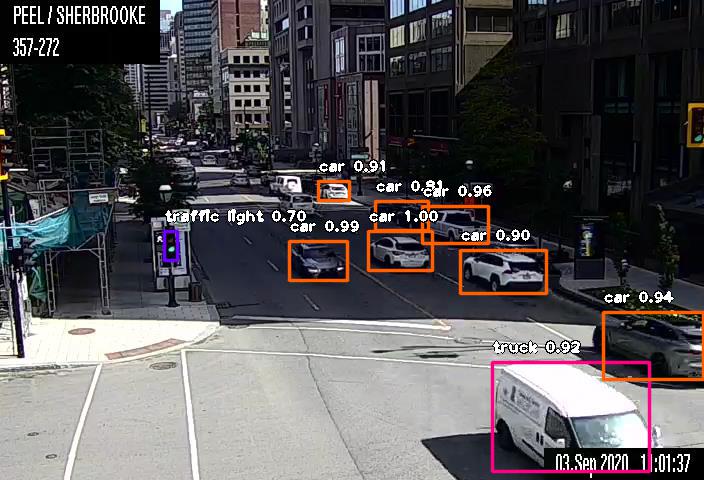 PEEL / SHERBROOKE
357-272
car 0.91
car 0.91
car 0.96
traffic light 0.70
car 0.99
car 1.00
car 0.90
car 0.94
truck 0.92
03.Sep 2020